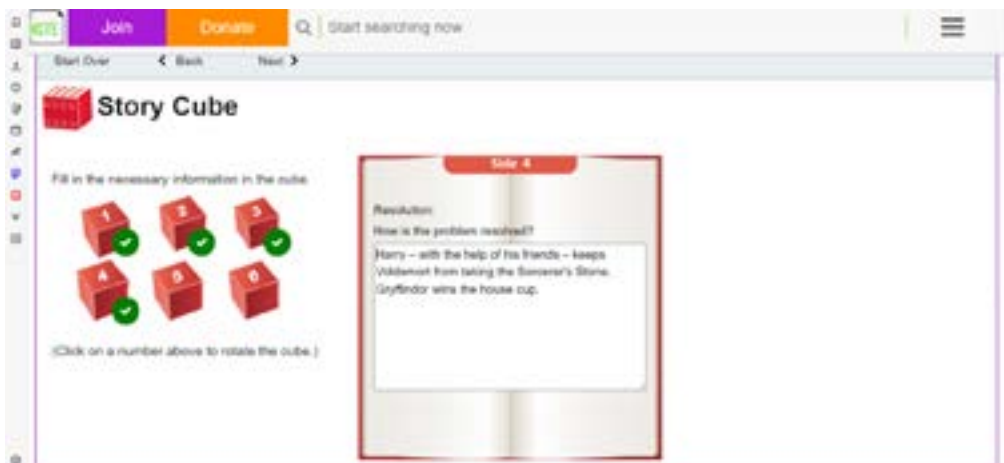 NCTE
Join
Donate
Start searching now
Start Over
Back
Next
Story Cube
Fill in the necessary information in the cube.
1
2
3
4
5
6
(Click on a number above to rotate the cube.)
Side 4
Resolution:
How is the problem resolved?
Harry – with the help of his friends – keeps
Voldemort from taking the Sorcerer's Stone.
Gryffindor wins the house cup.